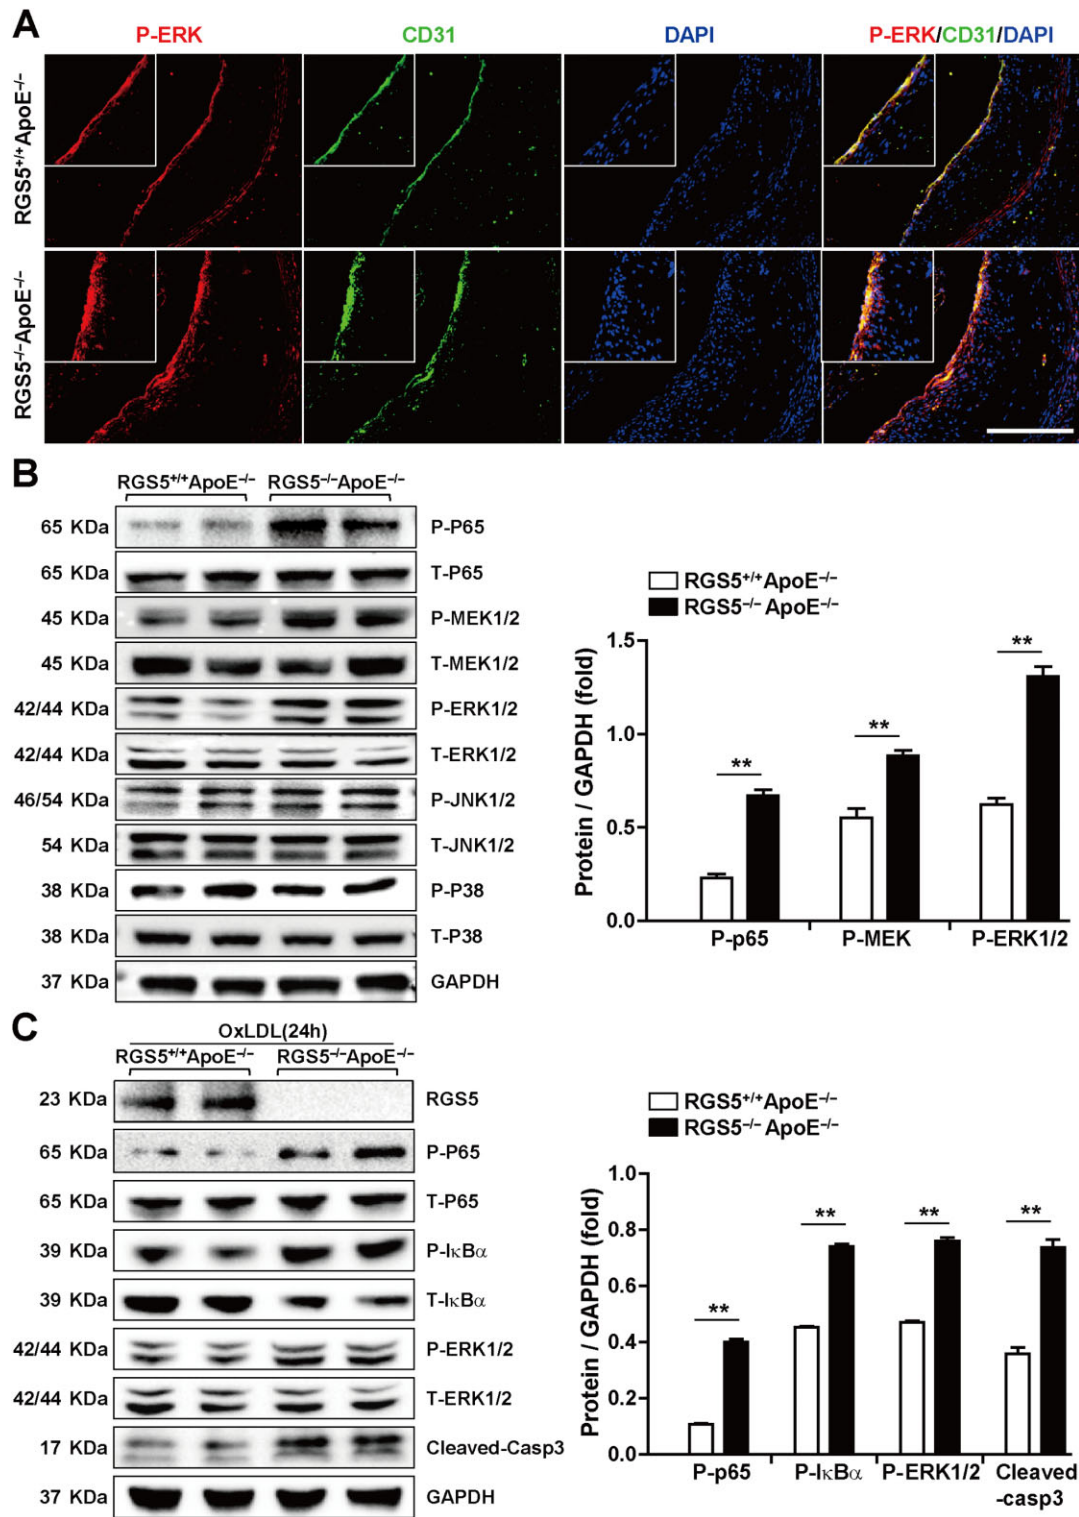 A
P-ERK CD31 DAPI P-ERK/CD31/DAPI
RGS5+/+ApoE−/−
RGS5−/−ApoE−/−
B
RGS5+/+ApoE−/− RGS5−/−ApoE−/−
65 KDa P-P65
65 KDa T-P65
45 KDa P-MEK1/2
45 KDa T-MEK1/2
42/44 KDa P-ERK1/2
42/44 KDa T-ERK1/2
46/54 KDa P-JNK1/2
54 KDa T-JNK1/2
38 KDa P-P38
38 KDa T-P38
37 KDa GAPDH
RGS5+/+ApoE−/−
RGS5−/− ApoE−/−
Protein / GAPDH (fold)
1.5
1.0
0.5
0.0
**
**
**
P-p65 P-MEK P-ERK1/2
C
OxLDL(24h)
RGS5+/+ApoE−/− RGS5−/−ApoE−/−
23 KDa RGS5
65 KDa P-P65
65 KDa T-P65
39 KDa P-IκBα
39 KDa T-IκBα
42/44 KDa P-ERK1/2
42/44 KDa T-ERK1/2
17 KDa Cleaved-Casp3
37 KDa GAPDH
RGS5+/+ApoE−/−
RGS5−/− ApoE−/−
Protein / GAPDH (fold)
1.0
0.8
0.6
0.4
0.2
0.0
**
**
**
**
P-p65 P-IκBα P-ERK1/2 Cleaved
-casp3